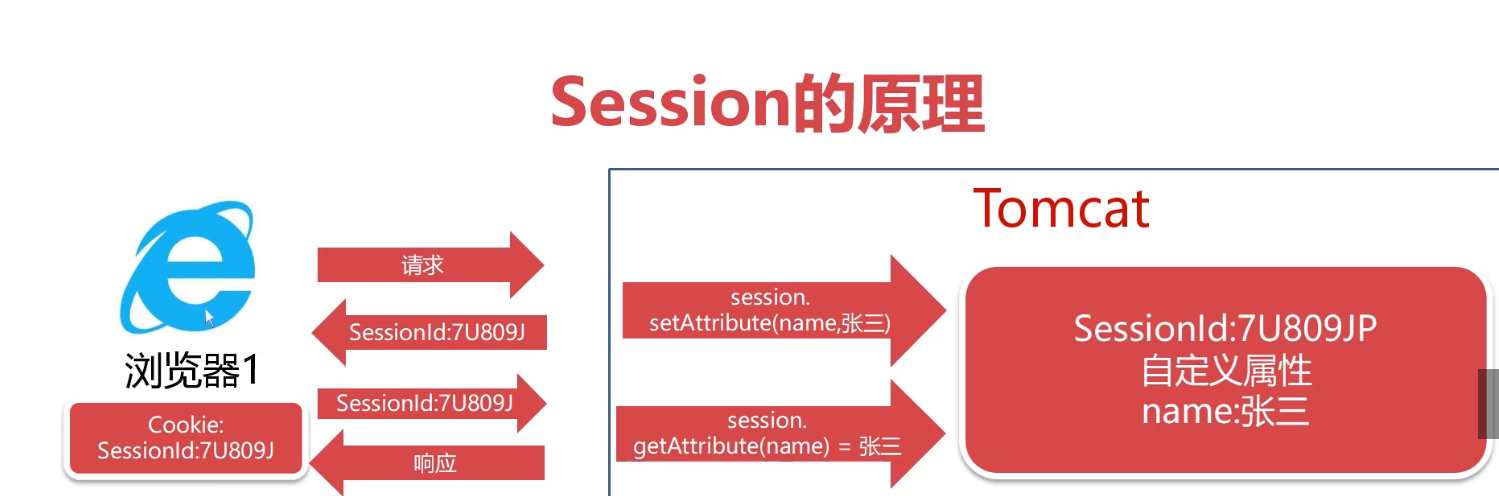 Session的原理
Tomcat
请求
session.
setAttribute(name,张三)
SessionId:7U809J
SessionId:7U809JP
自定义属性
name:张三
浏览器1
SessionId:7U809J
Cookie:
SessionId:7U809J
session.
getAttribute(name) = 张三
响应